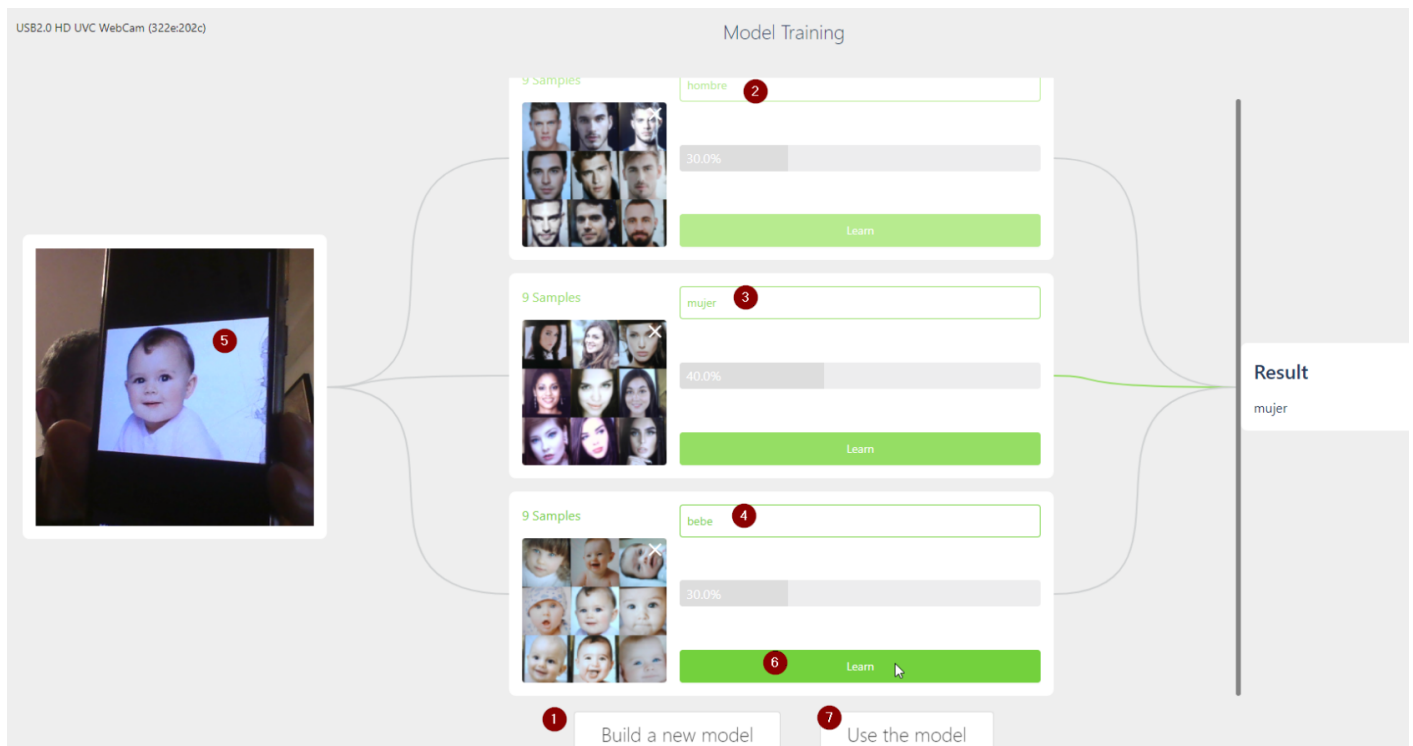 USB2.0 HD UVC WebCam (322e:202c)
Model Training
9 Samples
hombre
2
30.0%
Learn
9 Samples
mujer
3
40.0%
Learn
9 Samples
bebe
4
30.0%
6
Learn
5
Result
mujer
1
Build a new model
7
Use the model